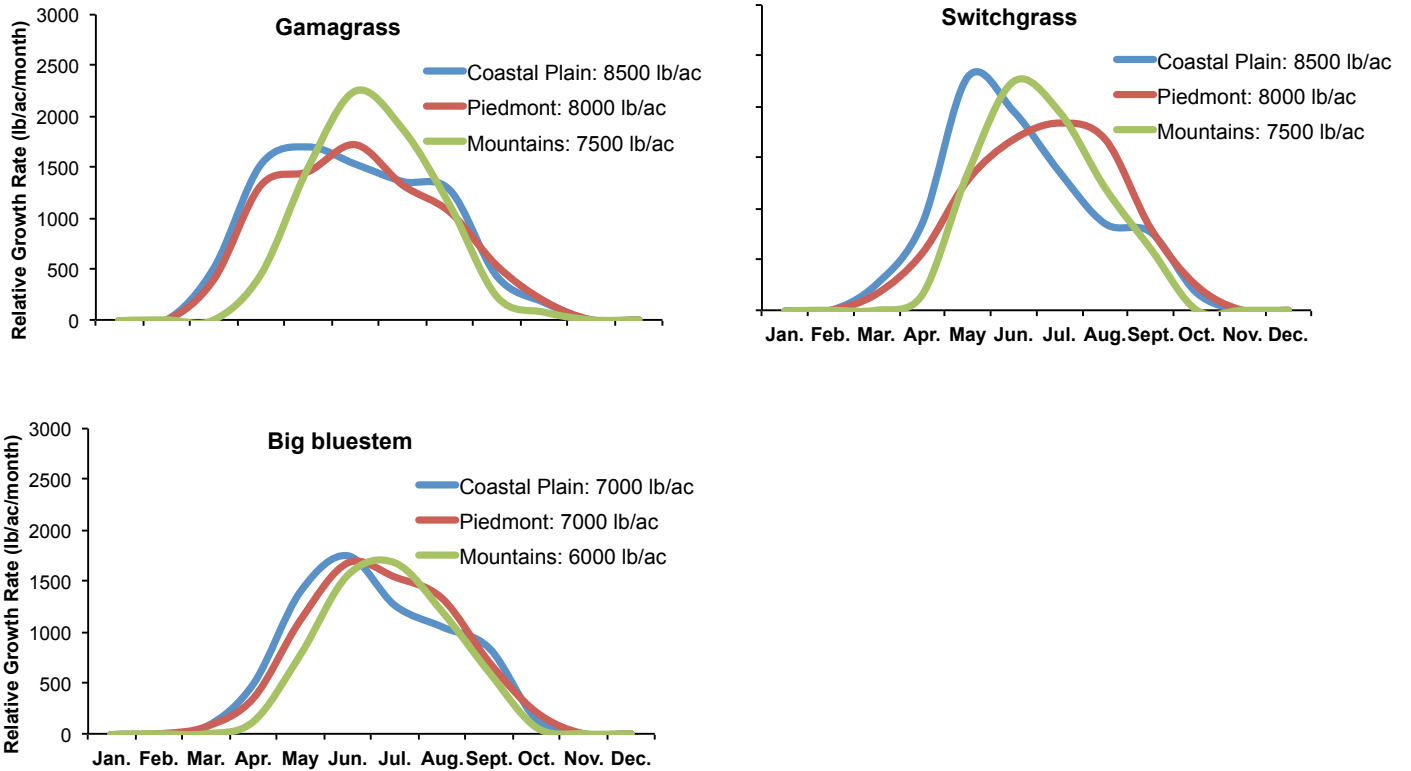 Gamagrass
Relative Growth Rate (lb/ac/month)
3000
2500
2000
1500
1000
500
0
Coastal Plain: 8500 lb/ac
Piedmont: 8000 lb/ac
Mountains: 7500 lb/ac
Switchgrass
Coastal Plain: 8500 lb/ac
Piedmont: 8000 lb/ac
Mountains: 7500 lb/ac
Jan. Feb. Mar. Apr. May Jun. Jul. Aug. Sept. Oct. Nov. Dec.
Big bluestem
Relative Growth Rate (lb/ac/month)
3000
2500
2000
1500
1000
500
0
Coastal Plain: 7000 lb/ac
Piedmont: 7000 lb/ac
Mountains: 6000 lb/ac
Jan. Feb. Mar. Apr. May Jun. Jul. Aug. Sept. Oct. Nov. Dec.